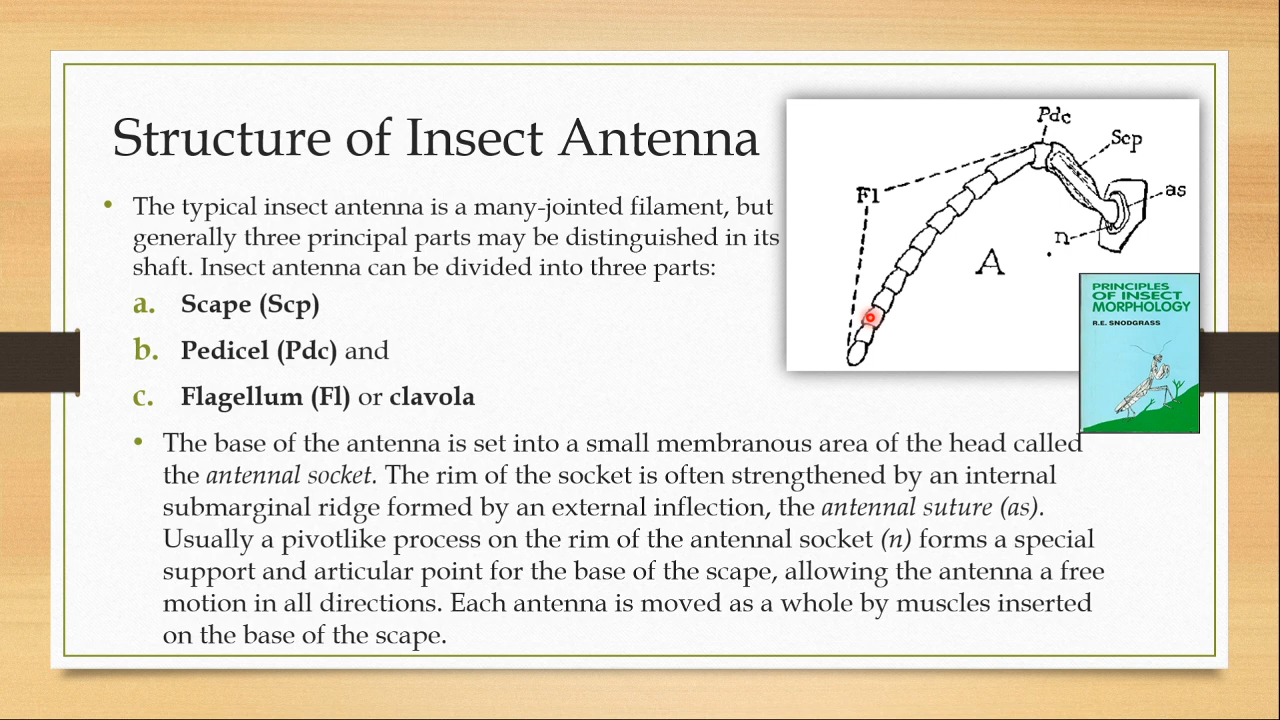 Structure of Insect Antenna
• The typical insect antenna is a many-jointed filament, but
generally three principal parts may be distinguished in its
shaft. Insect antenna can be divided into three parts:
a. Scape (Scp)
b. Pedicel (Pdc) and
c. Flagellum (Fl) or clavola
• The base of the antenna is set into a small membranous area of the head called
the antennal socket. The rim of the socket is often strengthened by an internal
submarginal ridge formed by an external inflection, the antennal suture (as).
Usually a pivotlike process on the rim of the antennal socket (n) forms a special
support and articular point for the base of the scape, allowing the antenna a free
motion in all directions. Each antenna is moved as a whole by muscles inserted
on the base of the scape.
Pdc
Scp
Fl
as
n
A
PRINCIPLES
OF INSECT
MORPHOLOGY
R.E. SNODGRASS